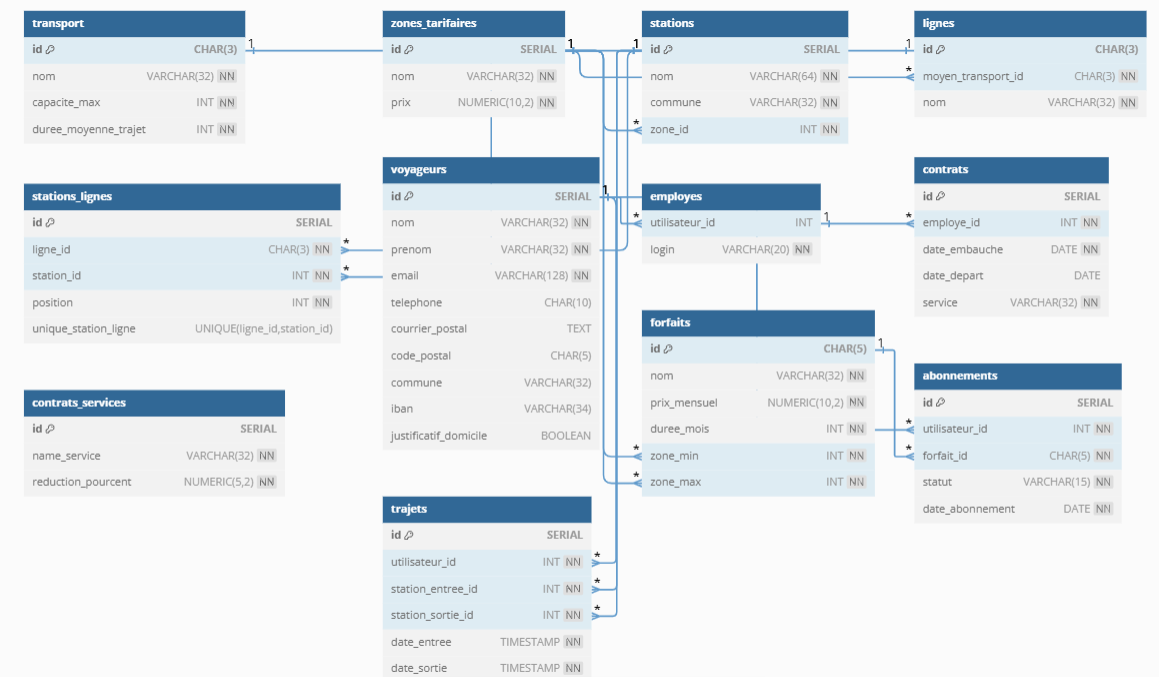 transport
id CHAR(3)
nom VARCHAR(32) NN
capacite_max INT NN
duree_moyenne_trajet INT NN
1
zones_tarifaires
id SERIAL
nom VARCHAR(32) NN
prix NUMERIC(10,2) NN
1
stations
id SERIAL
nom VARCHAR(64) NN
commune VARCHAR(32) NN
zone_id INT NN
1
*
lignes
id CHAR(3)
moyen_transport_id CHAR(3) NN
nom VARCHAR(32) NN
1
*
stations_lignes
id SERIAL
ligne_id CHAR(3) NN
station_id INT NN
position INT NN
unique_station_ligne UNIQUE(ligne_id,station_id)
*
*
voyageurs
id SERIAL
nom VARCHAR(32) NN
prenom VARCHAR(32) NN
email VARCHAR(128) NN
telephone CHAR(10)
courrier_postal TEXT
code_postal CHAR(5)
commune VARCHAR(32)
iban VARCHAR(34)
justificatif_domicile BOOLEAN
1
employes
utilisateur_id INT
login VARCHAR(20) NN
*
1
contrats
id SERIAL
employe_id INT NN
date_embauche DATE NN
date_depart DATE
service VARCHAR(32) NN
*
forfaits
id CHAR(5)
nom VARCHAR(32) NN
prix_mensuel NUMERIC(10,2) NN
duree_mois INT NN
zone_min INT NN
zone_max INT NN
1
*
*
abonnements
id SERIAL
utilisateur_id INT NN
forfait_id CHAR(5) NN
statut VARCHAR(15) NN
date_abonnement DATE NN
*
*
contrats_services
id SERIAL
name_service VARCHAR(32) NN
reduction_pourcent NUMERIC(5,2) NN
trajets
id SERIAL
utilisateur_id INT NN
station_entree_id INT NN
station_sortie_id INT NN
date_entree TIMESTAMP NN
date_sortie TIMESTAMP NN
*
*
*